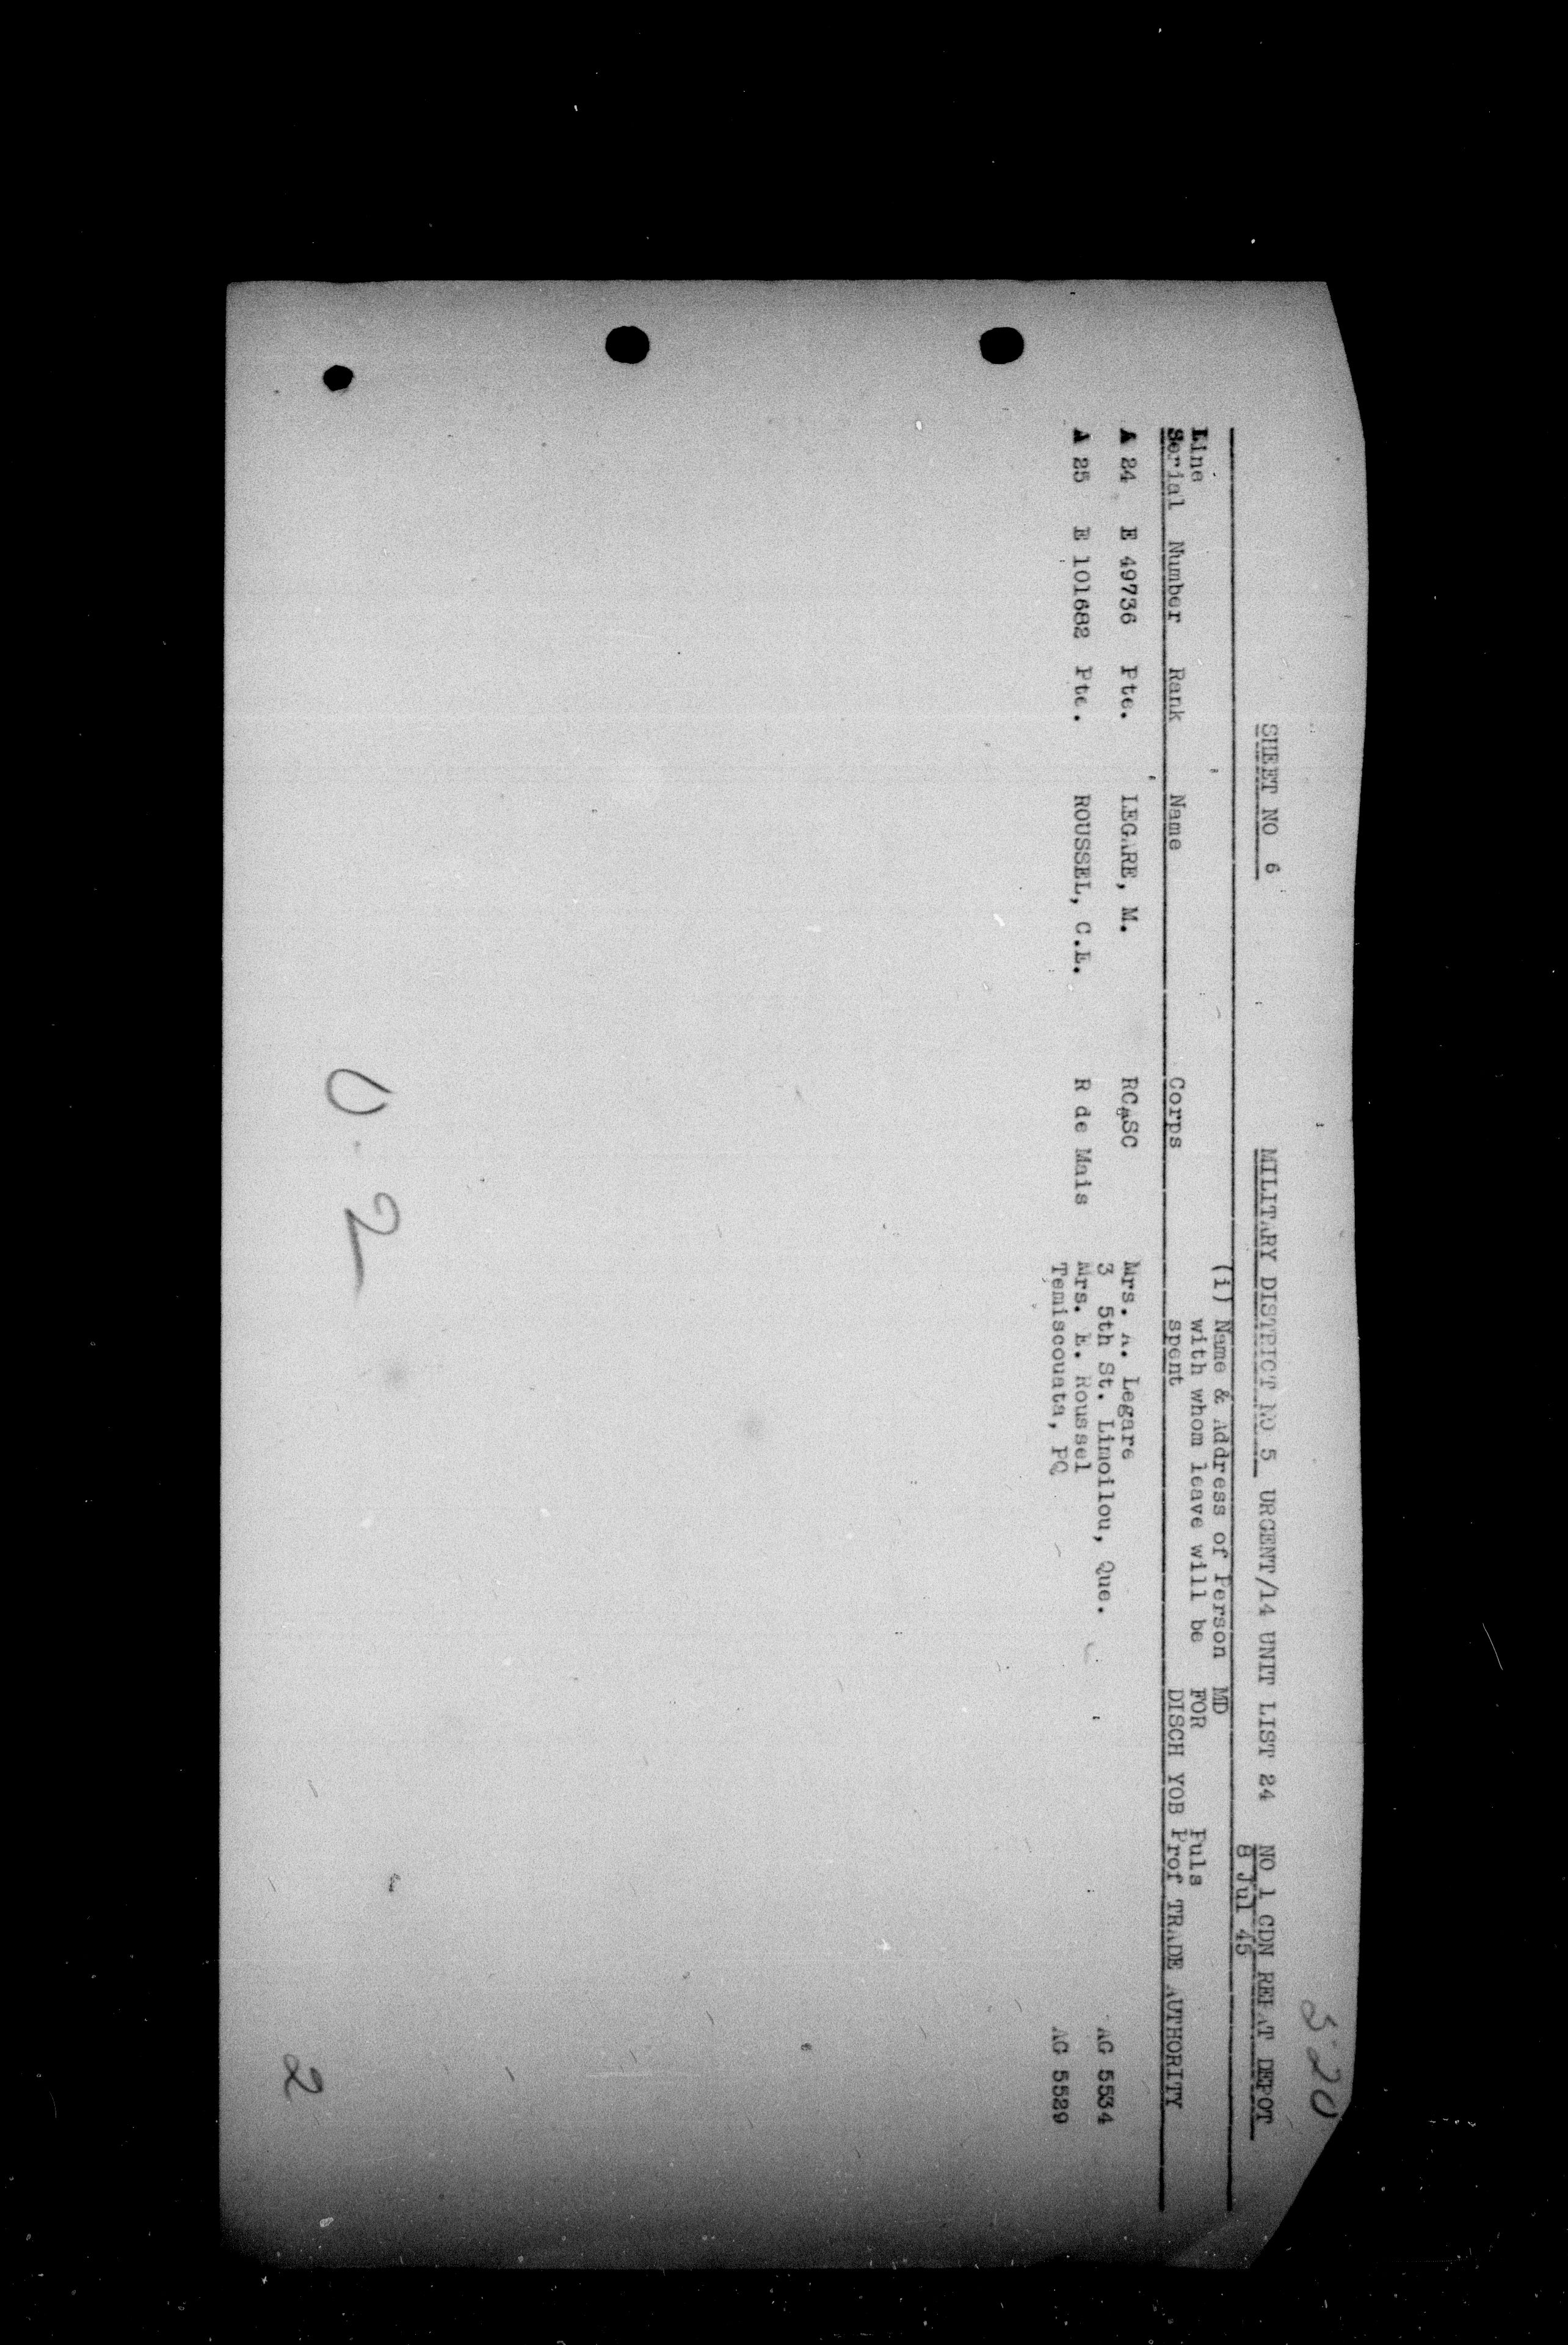 5-20
SHEET NO 6 MILITARY DISTRICT NO 5 URGENT/14 UNIT LIST 24 NO 1 CDN REPAT DEPOT
8 Jul 45
(i) Name & Address of Person MD
Line with whom leave will be FOR Puls
Serial Number Rank Name Corps spent DISCH YOB Prof TRADE AUTHORITY
A 24 E 49736 Pte. LEGARE, M. RCASC Mrs. A. Legare
3 5th St. Limoilou, Que. AG 5534
A 25 E 101682 Pte. ROUSSEL, C.E. R de Mais Mrs. E. Roussel
Temiscouata, PQ AG 5529
0-2
2